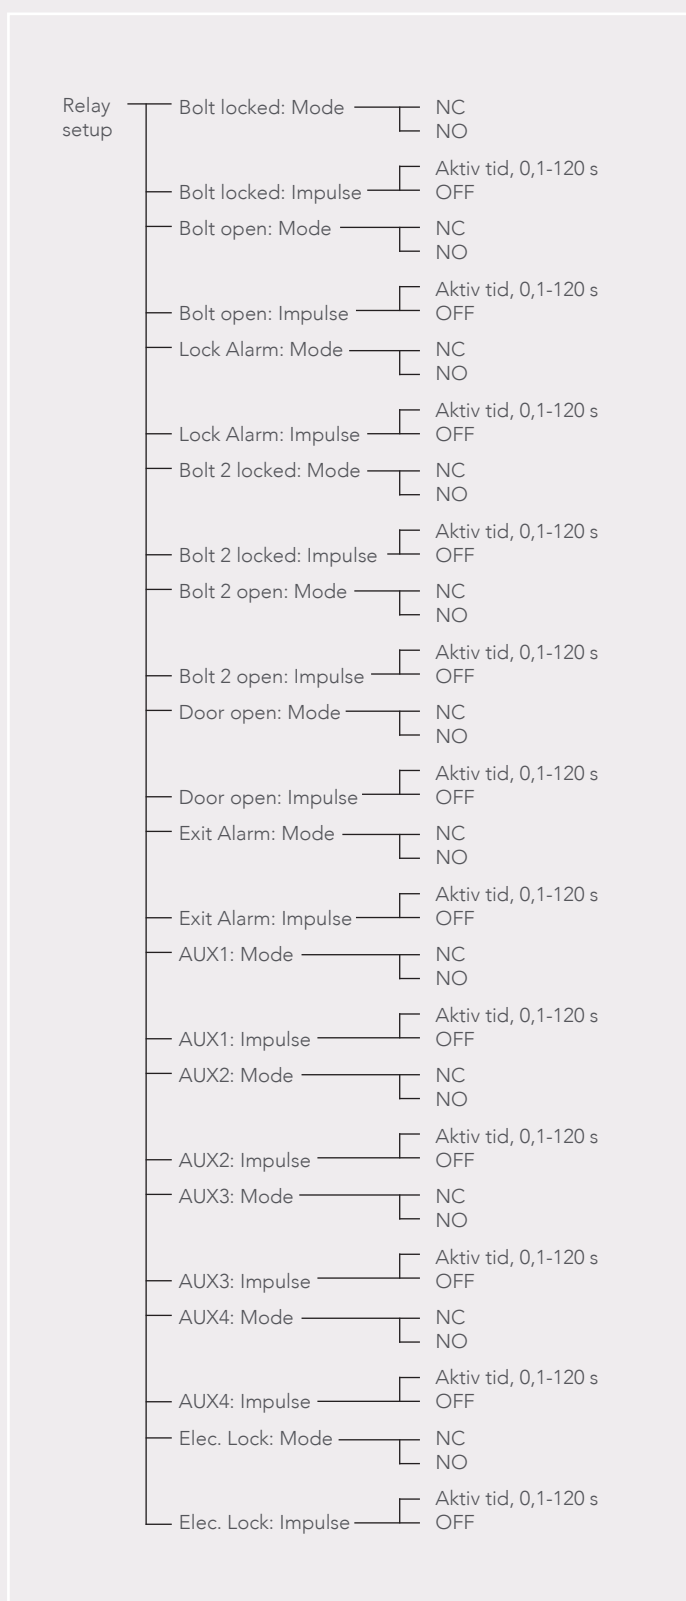 Relay
setup
Bolt locked: Mode
NC
NO
Aktiv tid, 0,1-120 s
Bolt locked: Impulse
OFF
Bolt open: Mode
NC
NO
Aktiv tid, 0,1-120 s
Bolt open: Impulse
OFF
Lock Alarm: Mode
NC
NO
Aktiv tid, 0,1-120 s
Lock Alarm: Impulse
OFF
Bolt 2 locked: Mode
NC
NO
Aktiv tid, 0,1-120 s
Bolt 2 locked: Impulse
OFF
Bolt 2 open: Mode
NC
NO
Aktiv tid, 0,1-120 s
Bolt 2 open: Impulse
OFF
Door open: Mode
NC
NO
Aktiv tid, 0,1-120 s
Door open: Impulse
OFF
Exit Alarm: Mode
NC
NO
Aktiv tid, 0,1-120 s
Exit Alarm: Impulse
OFF
AUX1: Mode
NC
NO
Aktiv tid, 0,1-120 s
AUX1: Impulse
OFF
AUX2: Mode
NC
NO
Aktiv tid, 0,1-120 s
AUX2: Impulse
OFF
AUX3: Mode
NC
NO
Aktiv tid, 0,1-120 s
AUX3: Impulse
OFF
AUX4: Mode
NC
NO
Aktiv tid, 0,1-120 s
AUX4: Impulse
OFF
Elec. Lock: Mode
NC
NO
Aktiv tid, 0,1-120 s
Elec. Lock: Impulse
OFF